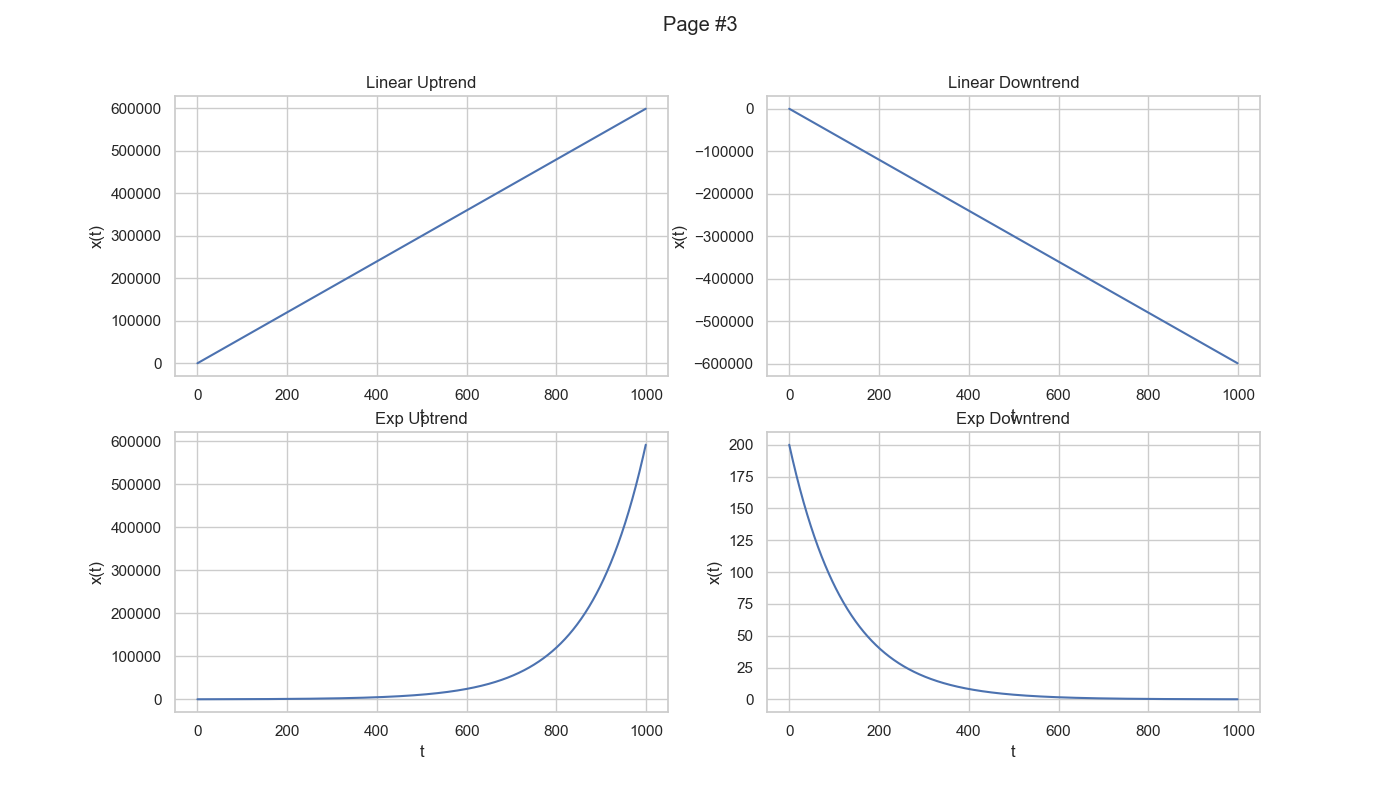 Page #3
Linear Uptrend
600000
500000
400000
300000
200000
100000
0
x(t)
0 200 400 600 800 1000
t
Linear Downtrend
0
−100000
−200000
−300000
−400000
−500000
−600000
x(t)
0 200 400 600 800 1000
t
Exp Uptrend
600000
500000
400000
300000
200000
100000
0
x(t)
0 200 400 600 800 1000
t
Exp Downtrend
200
175
150
125
100
75
50
25
0
x(t)
0 200 400 600 800 1000
t